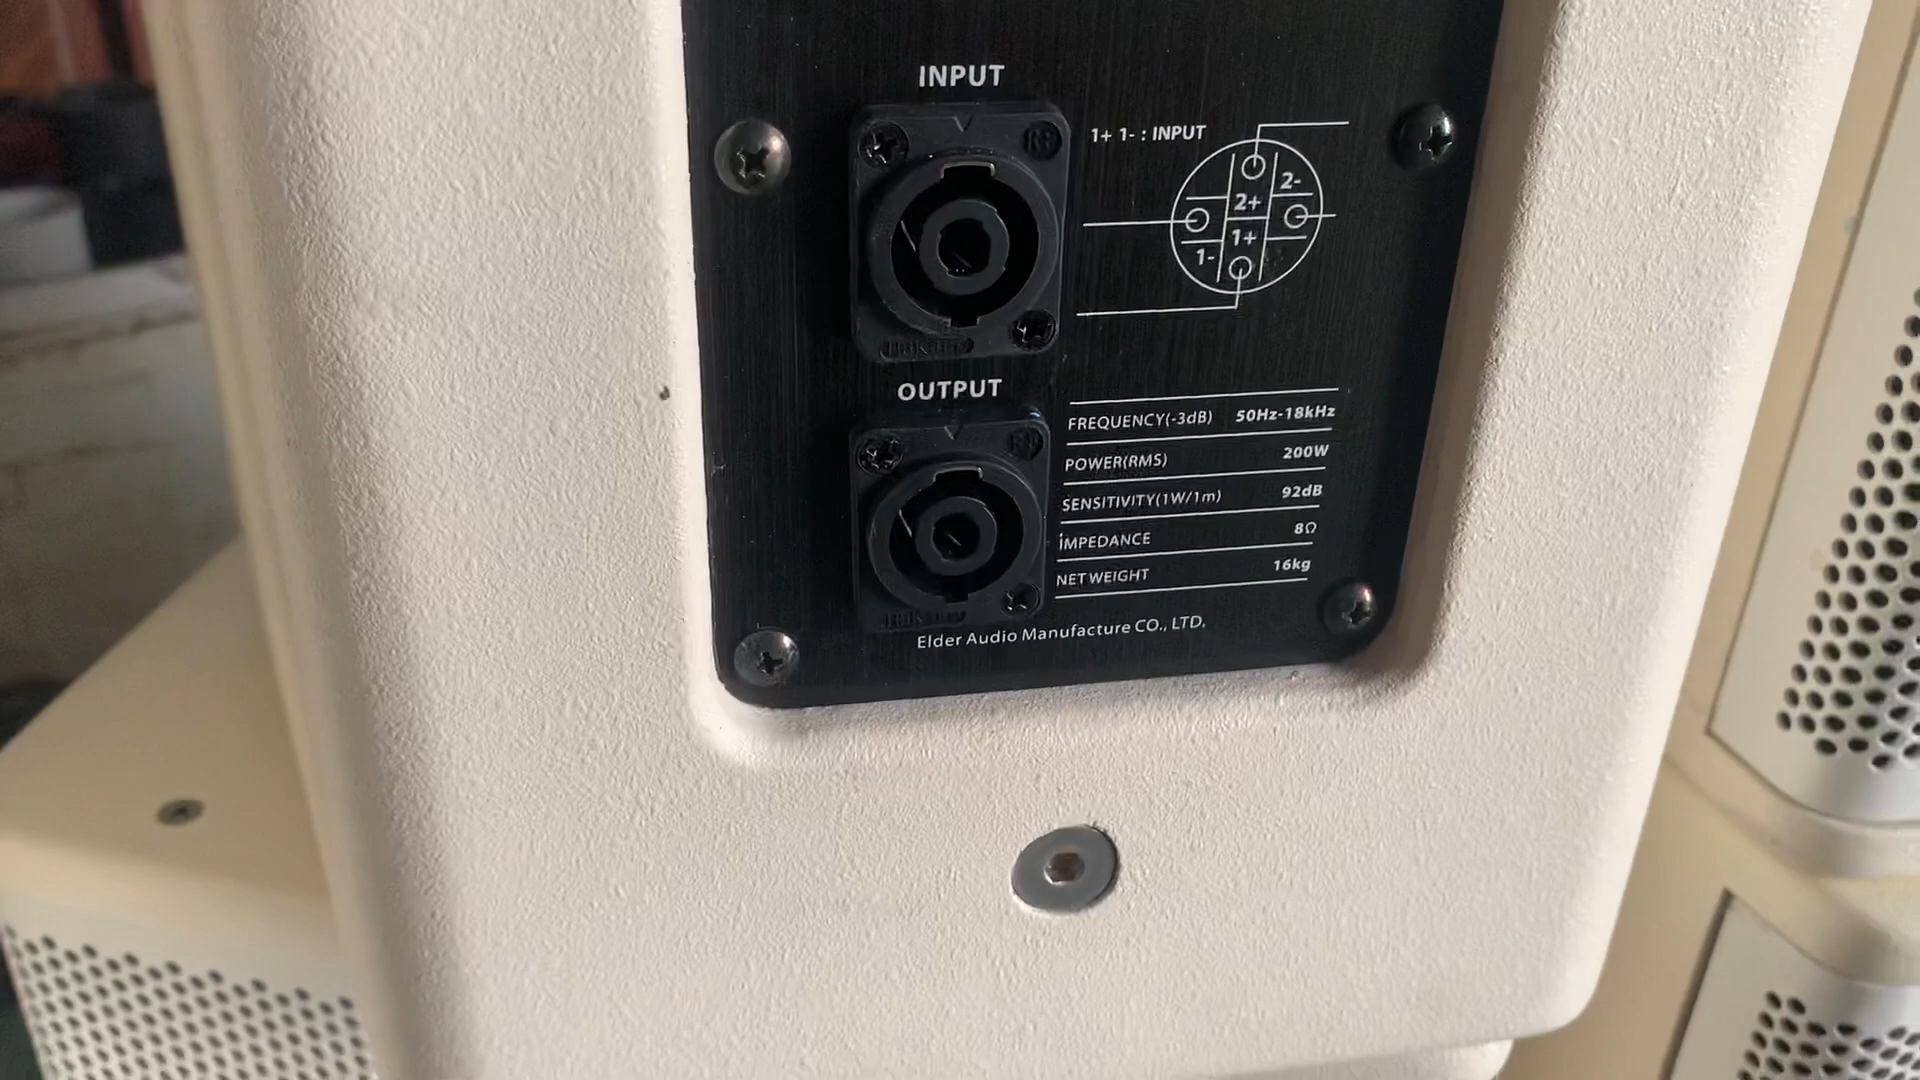 INPUT
1+ 1- : INPUT
2-
2+
1+
1-
OUTPUT
FREQUENCY(-3dB) 50Hz-18kHz
POWER(RMS) 200W
SENSITIVITY(1W/1m) 92dB
IMPEDANCE 8Ω
NET WEIGHT 16kg
Elder Audio Manufacture CO., LTD.